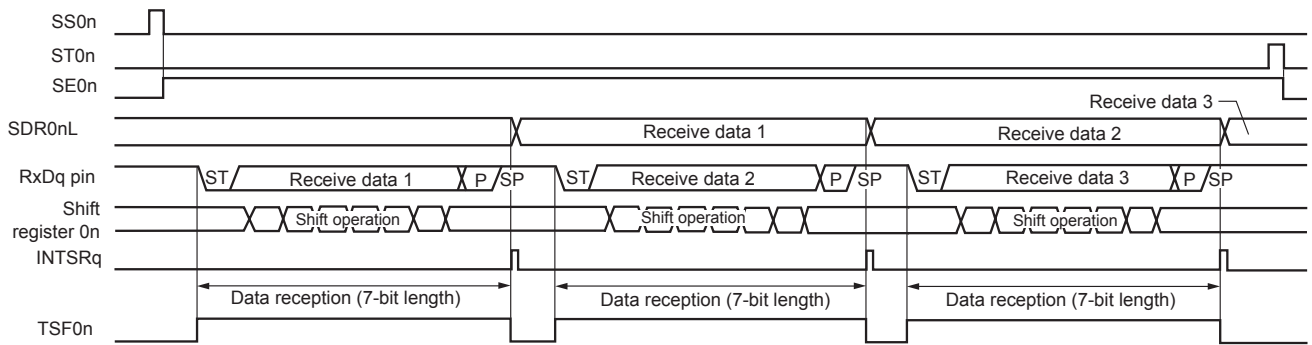 SS0n
ST0n
SE0n
Receive data 3
SDR0nL
Receive data 1
Receive data 2
RxDq pin
ST
Receive data 1
P
SP
ST
Receive data 2
P
SP
ST
Receive data 3
P
SP
Shift
register 0n
Shift operation
Shift operation
Shift operation
INTSRq
Data reception (7-bit length)
Data reception (7-bit length)
Data reception (7-bit length)
TSF0n